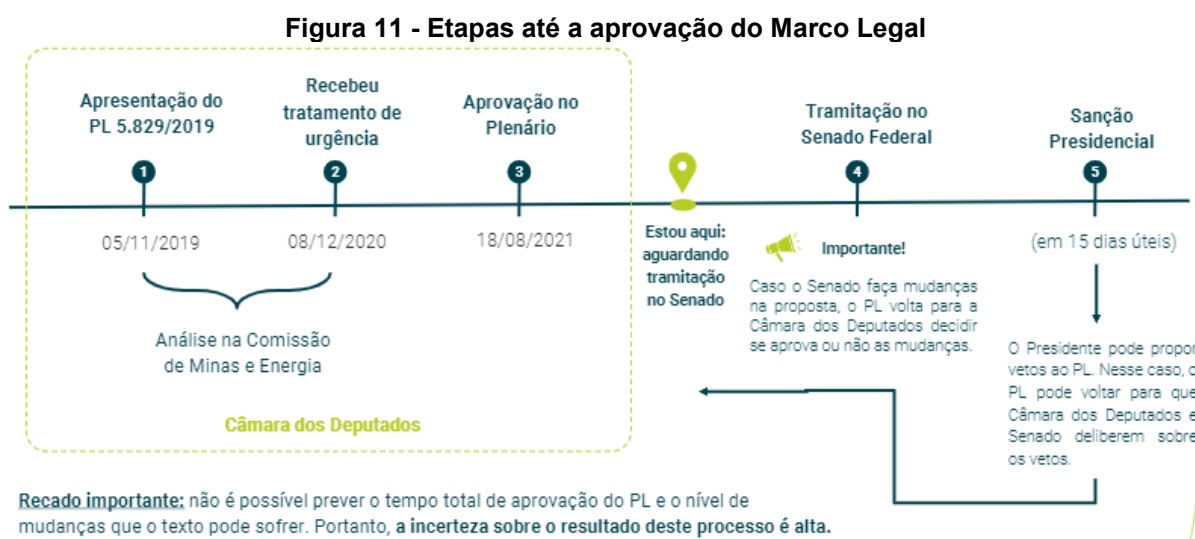 Figura 11 - Etapas até a aprovação do Marco Legal
Apresentação do
PL 5.829/2019
1
05/11/2019
Recebeu
tratamento de
urgência
2
08/12/2020
Aprovação no
Plenário
3
18/08/2021
Análise na Comissão
de Minas e Energia
Câmara dos Deputados
Estou aqui:
aguardando
tramitação
no Senado
Tramitação no
Senado Federal
4
Importante!
Caso o Senado faça mudanças
na proposta, o PL volta para a
Câmara dos Deputados decidir
se aprova ou não as mudanças.
Sanção
Presidencial
5
(em 15 dias úteis)
O Presidente pode propor
vetos ao PL. Nesse caso, o
PL pode voltar para que
Câmara dos Deputados e
Senado deliberem sobre
os vetos.
Recado importante: não é possível prever o tempo total de aprovação do PL e o nível de
mudanças que o texto pode sofrer. Portanto, a incerteza sobre o resultado deste processo é alta.